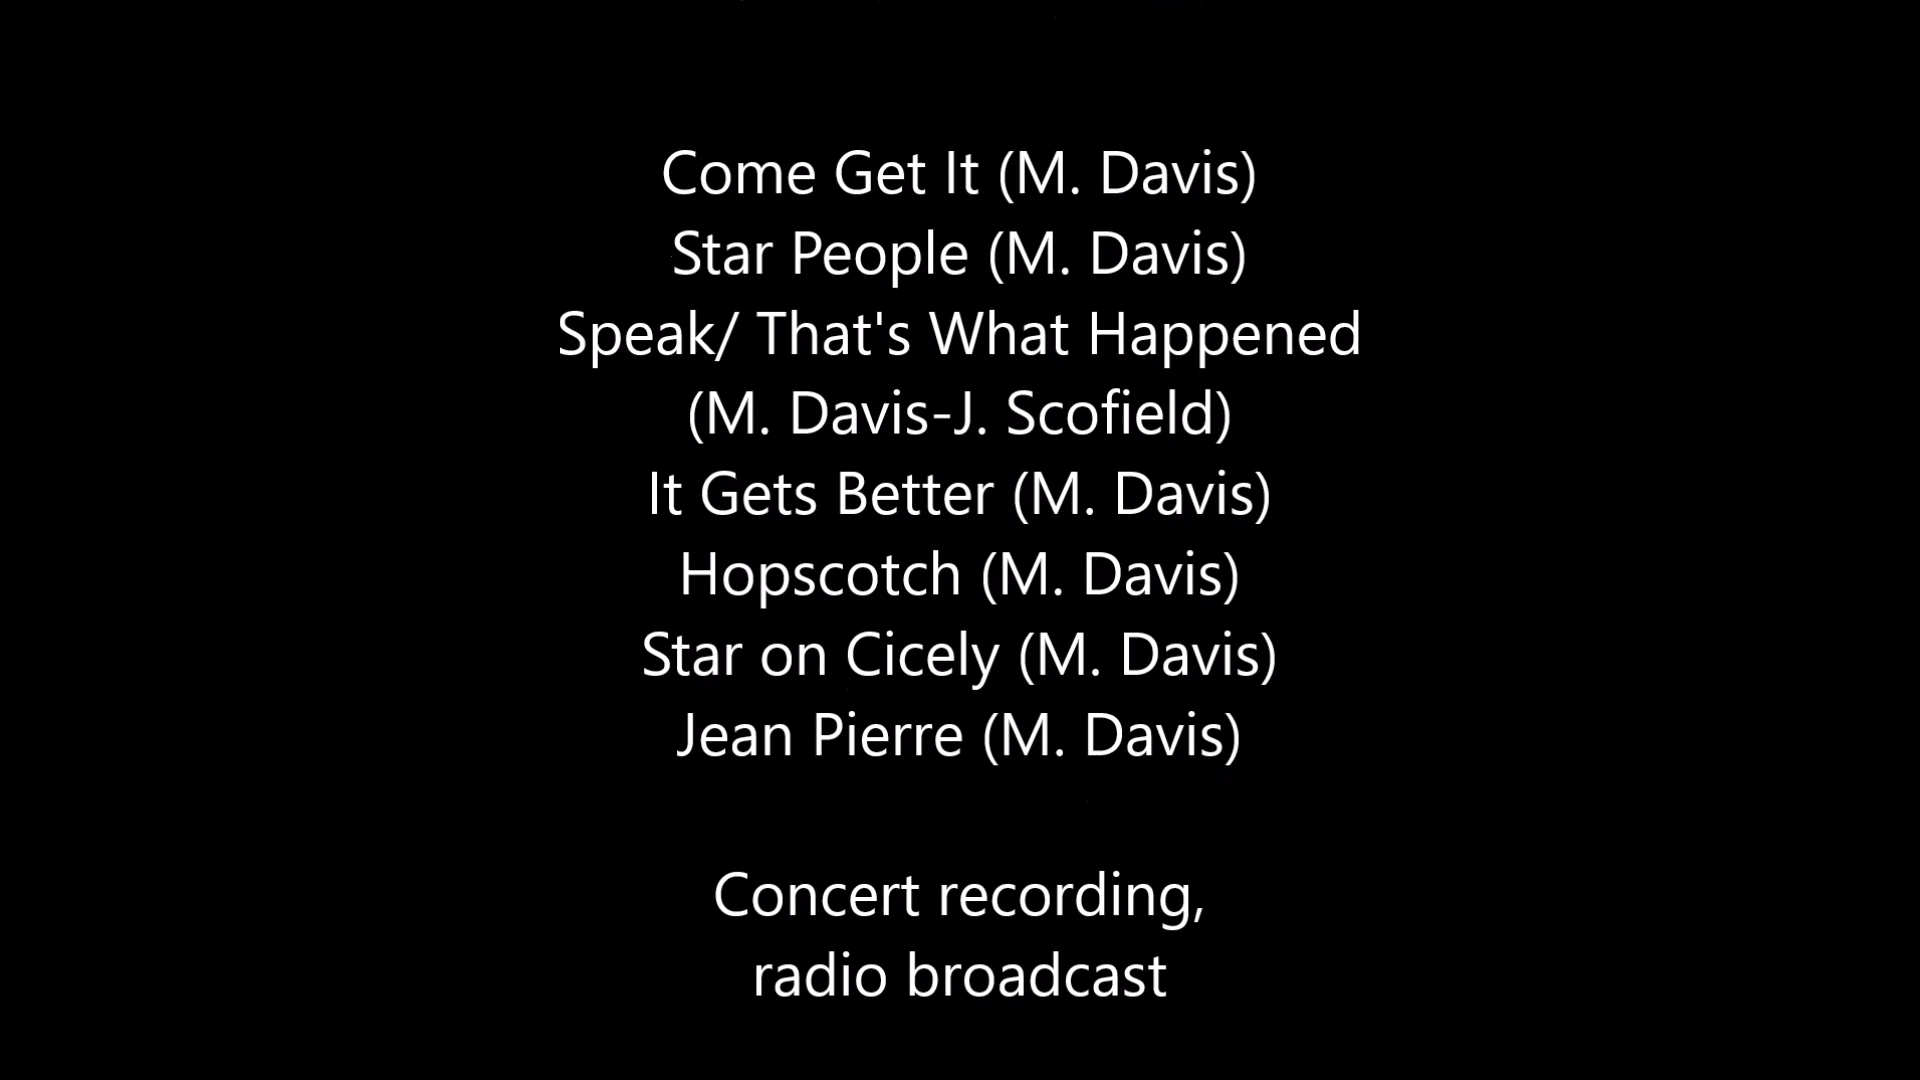 Come Get It (M. Davis)
Star People (M. Davis)
Speak/ That's What Happened
(M. Davis-J. Scofield)
It Gets Better (M. Davis)
Hopscotch (M. Davis)
Star on Cicely (M. Davis)
Jean Pierre (M. Davis)
Concert recording,
radio broadcast